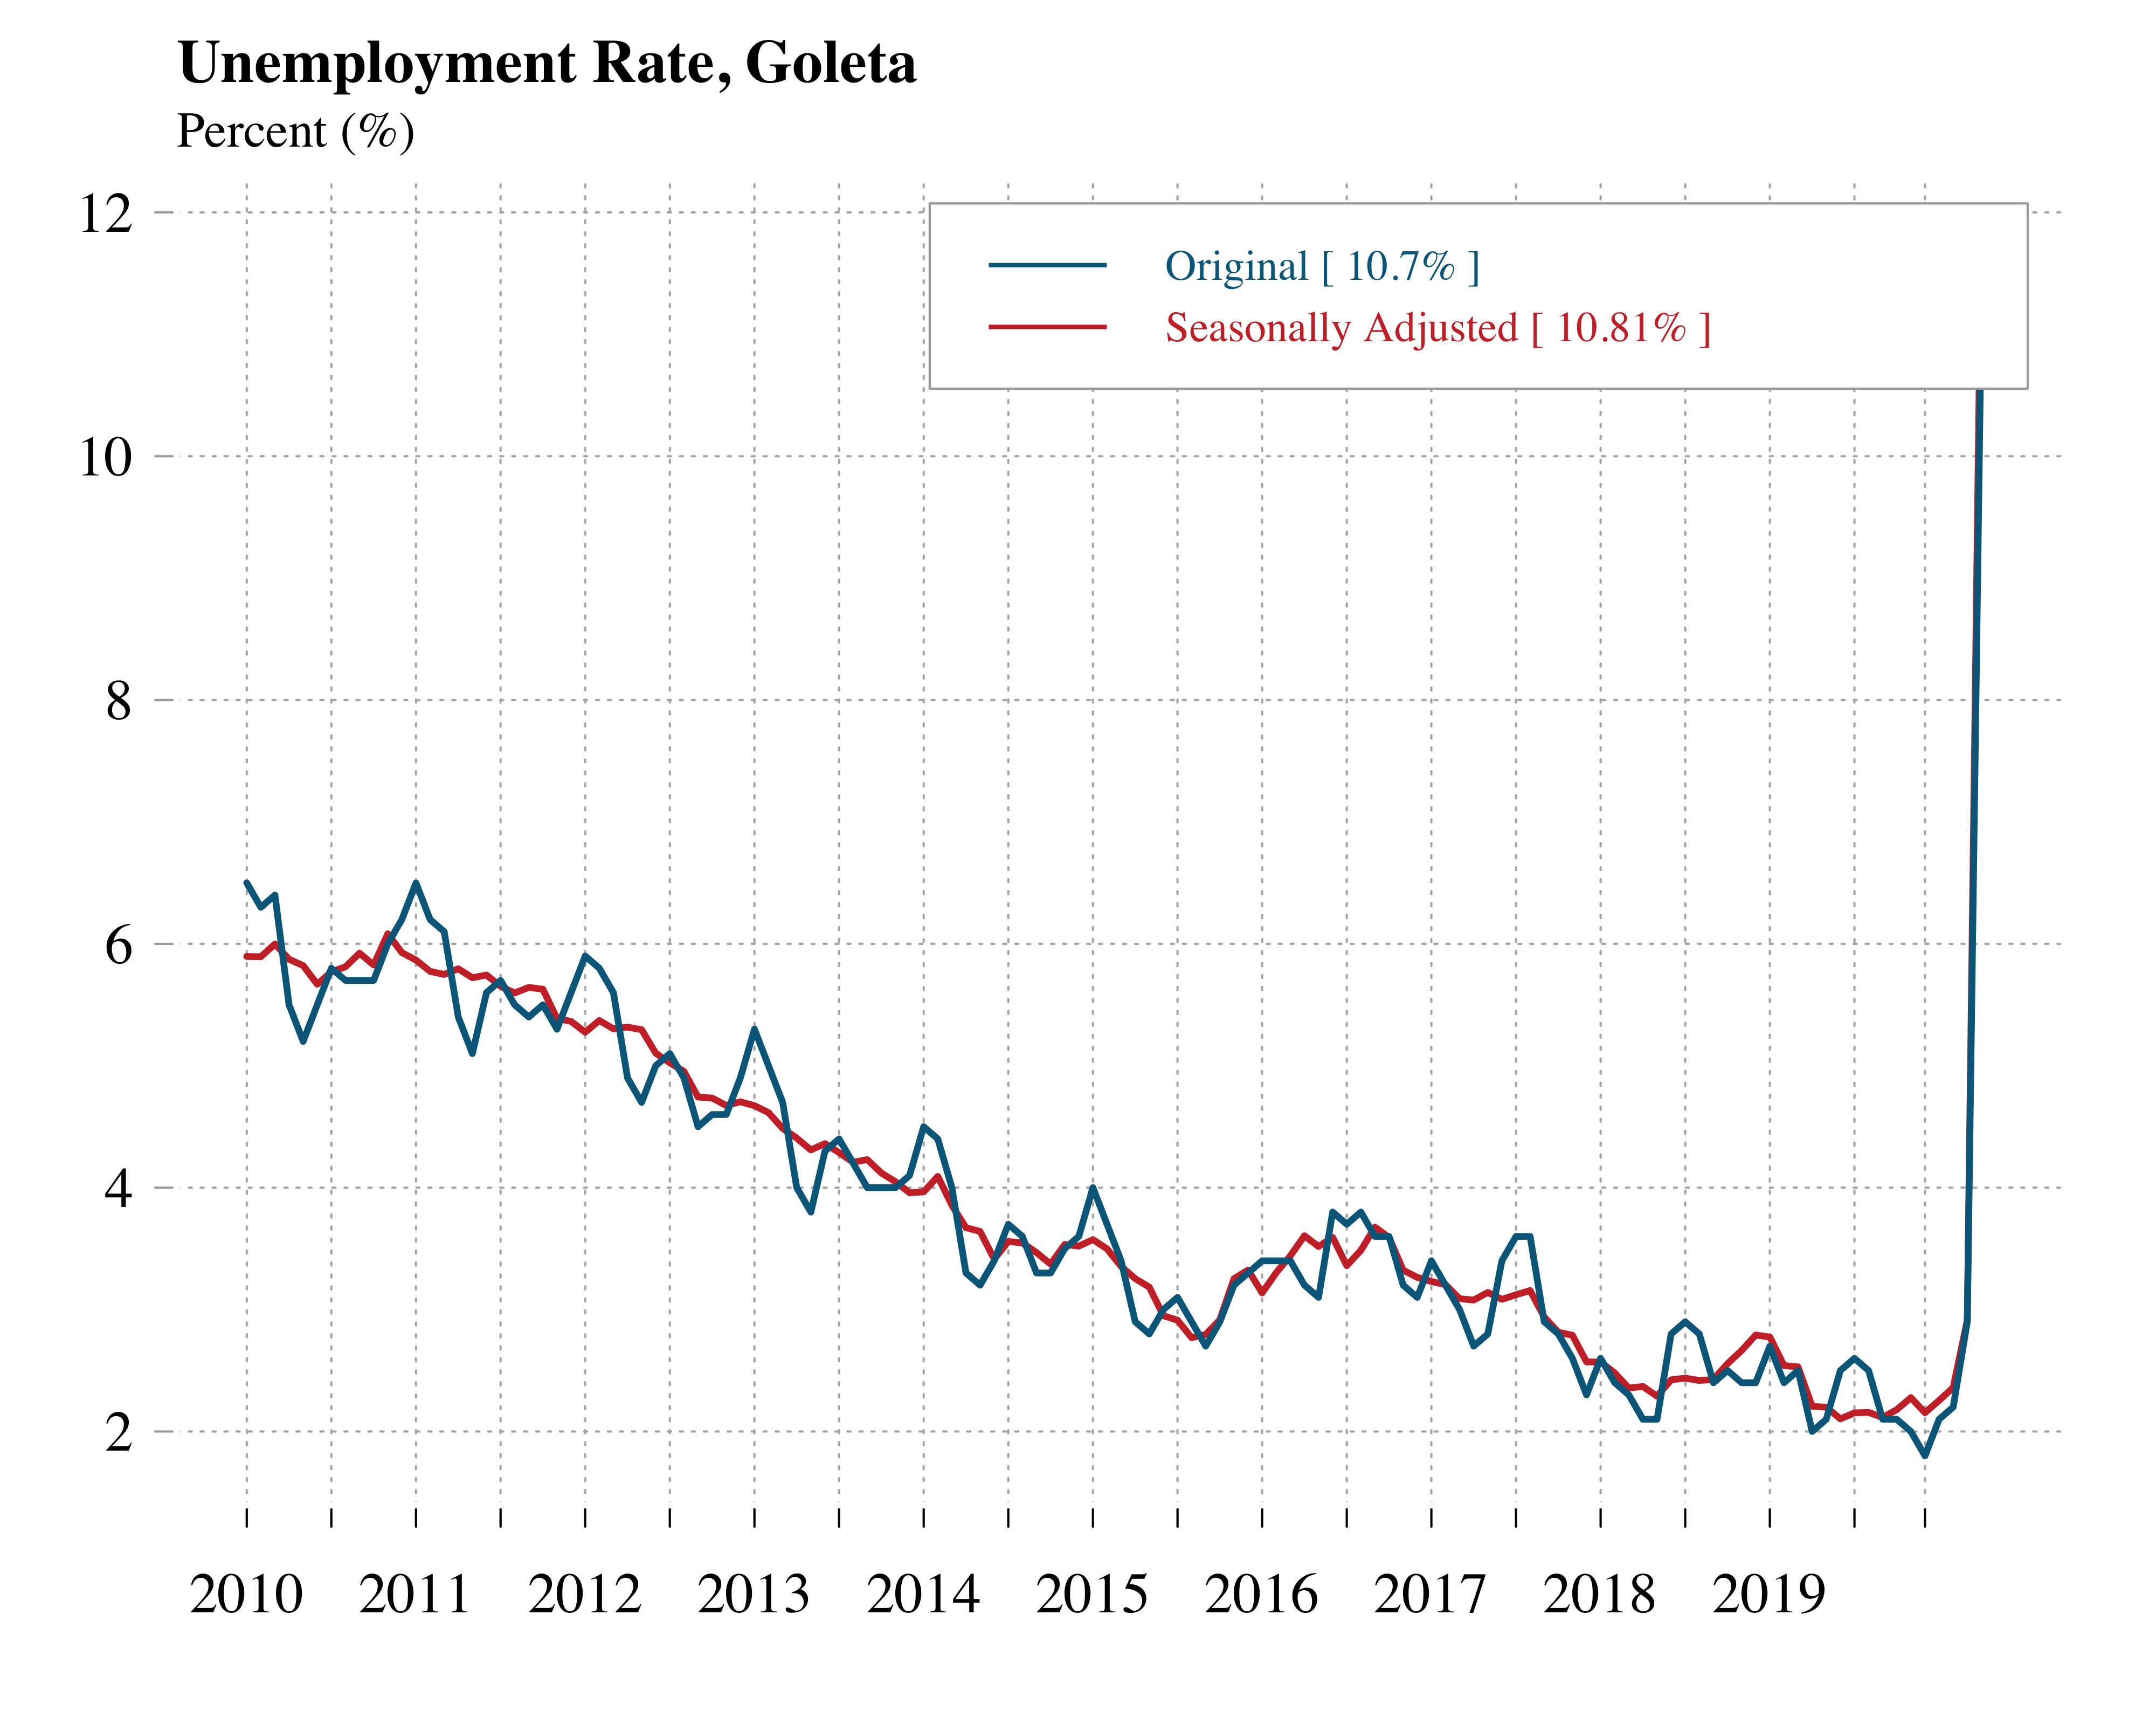 Unemployment Rate, Goleta
Percent (%)
12
Original [ 10.7% ]
Seasonally Adjusted [ 10.81% ]
10
8
6
4
2
2010 2011 2012 2013 2014 2015 2016 2017 2018 2019